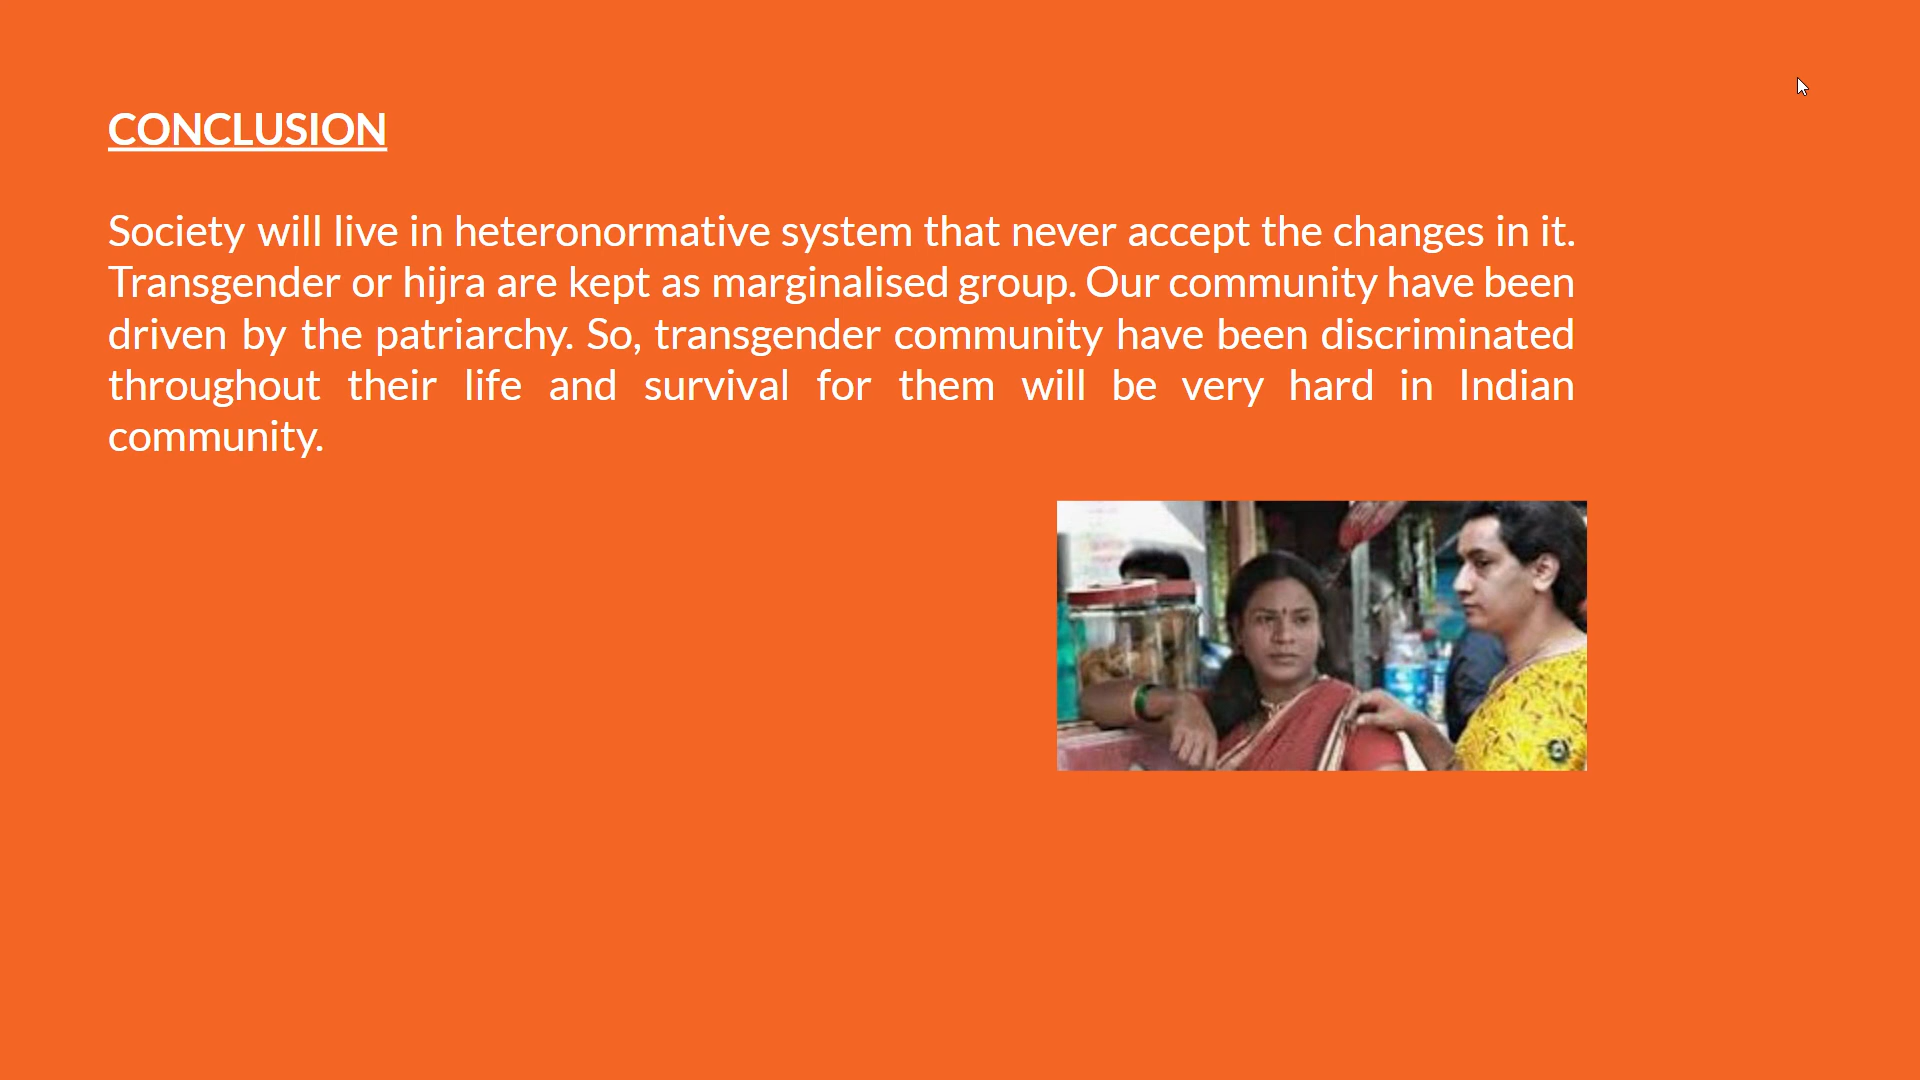 CONCLUSION
Society will live in heteronormative system that never accept the changes in it.
Transgender or hijra are kept as marginalised group. Our community have been
driven by the patriarchy. So, transgender community have been discriminated
throughout their life and survival for them will be very hard in Indian
community.